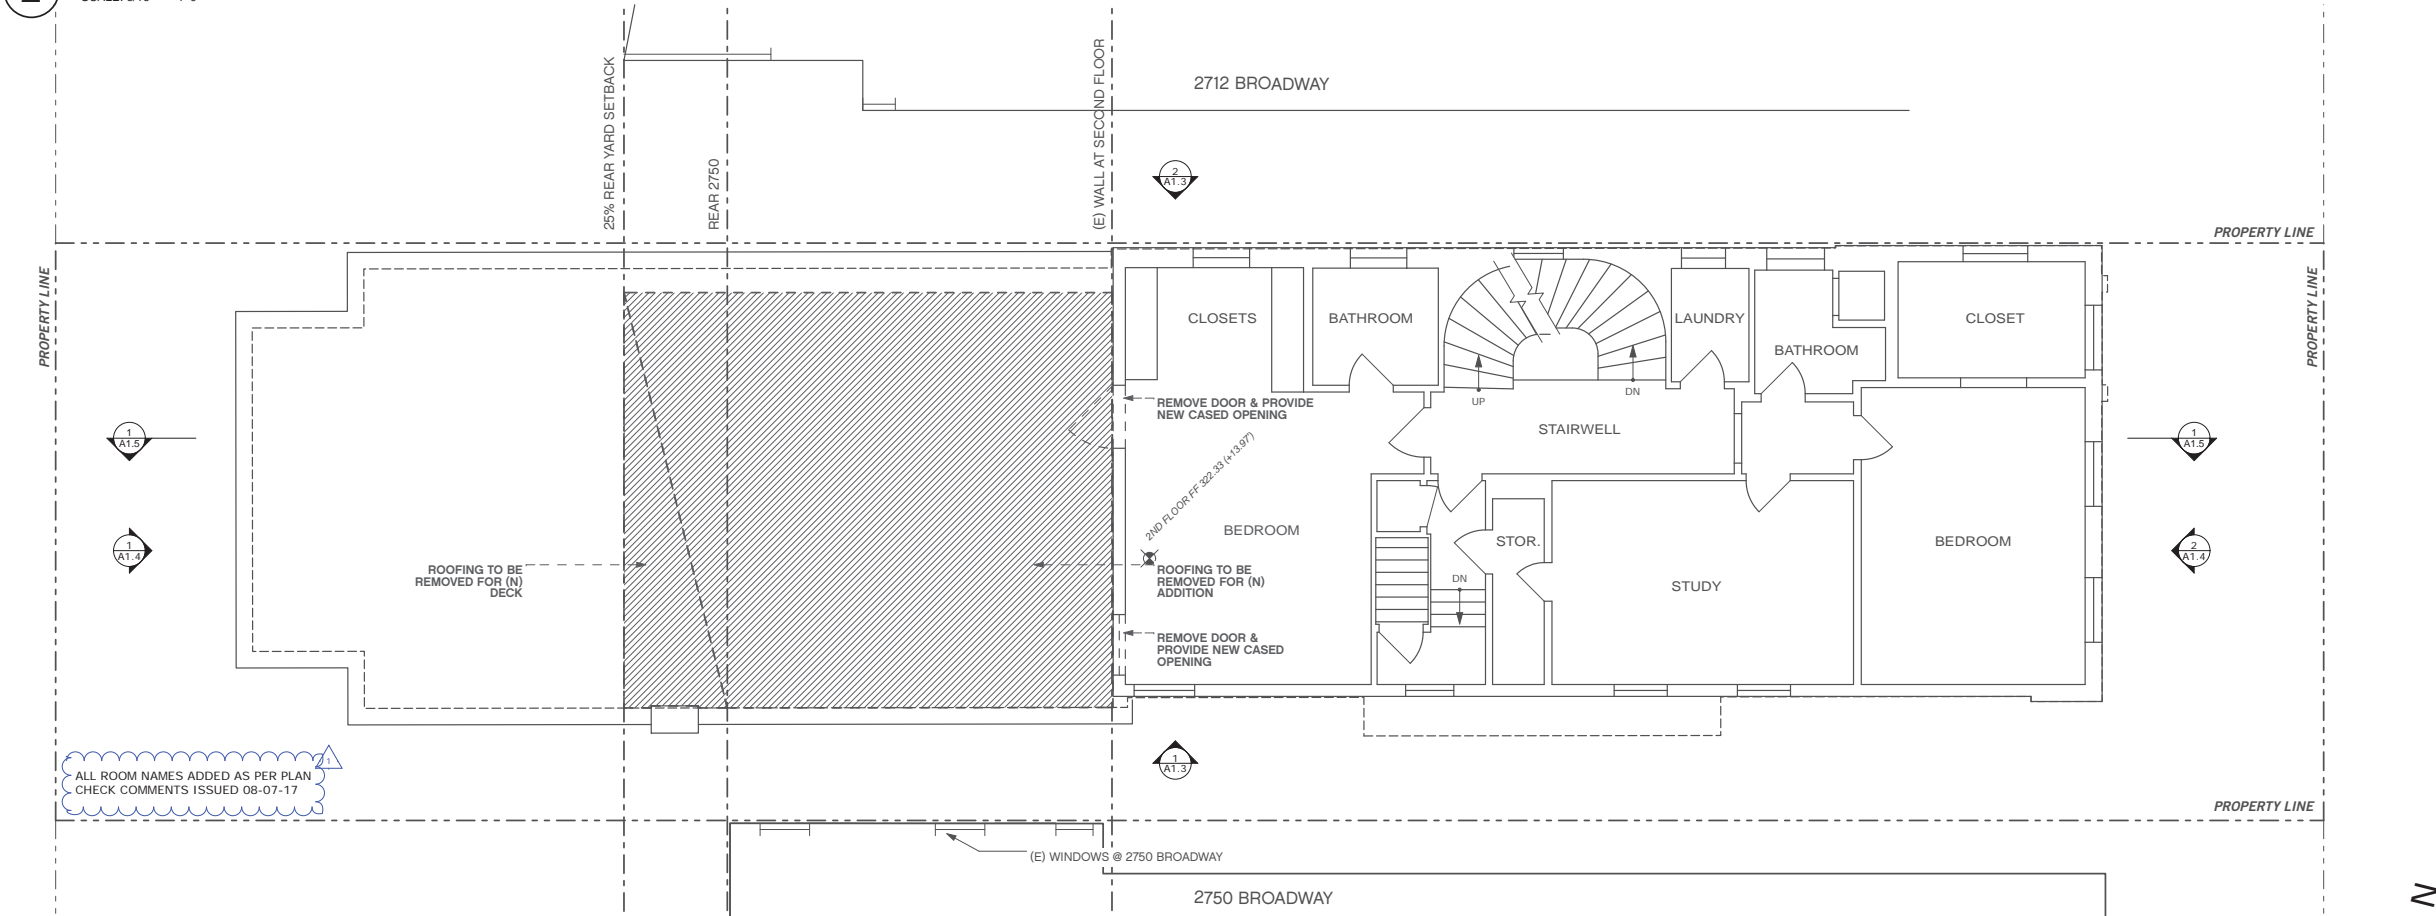 2712 BROADWAY
25% REAR YARD SETBACK
REAR 2750
(E) WALL AT SECOND FLOOR
2
A1.3
PROPERTY LINE
PROPERTY LINE
PROPERTY LINE
CLOSETS
BATHROOM
LAUNDRY
BATHROOM
CLOSET
UP
DN
REMOVE DOOR & PROVIDE
NEW CASED OPENING
STAIRWELL
1
A1.5
1
A1.5
2ND FLOOR FF 322.33 (+13.97')
BEDROOM
STOR.
BEDROOM
1
A1.4
2
A1.4
ROOFING TO BE
REMOVED FOR (N)
DECK
ROOFING TO BE
REMOVED FOR (N)
ADDITION
DN
STUDY
REMOVE DOOR &
PROVIDE NEW CASED
OPENING
1
A1.3
1
ALL ROOM NAMES ADDED AS PER PLAN
CHECK COMMENTS ISSUED 08-07-17
PROPERTY LINE
(E) WINDOWS @ 2750 BROADWAY
2750 BROADWAY
N